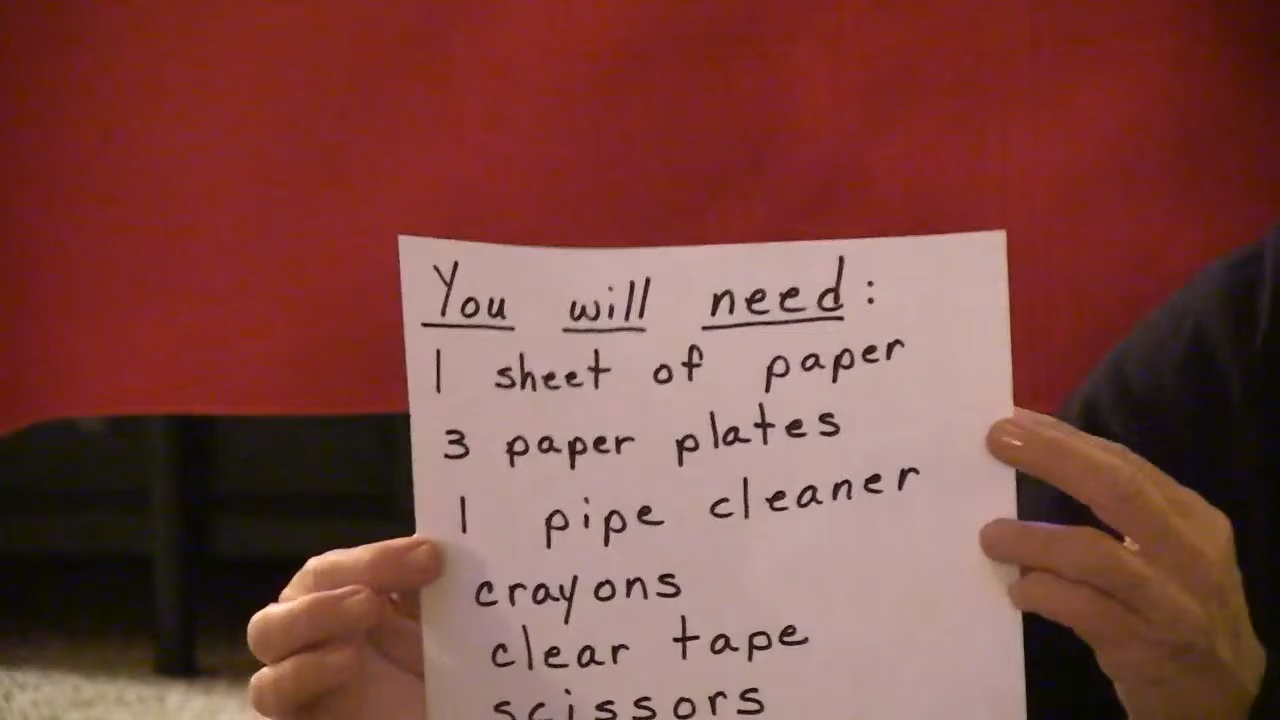 You will need:
1 sheet of paper
3 paper plates
1 pipe cleaner
crayons
clear tape
scissors